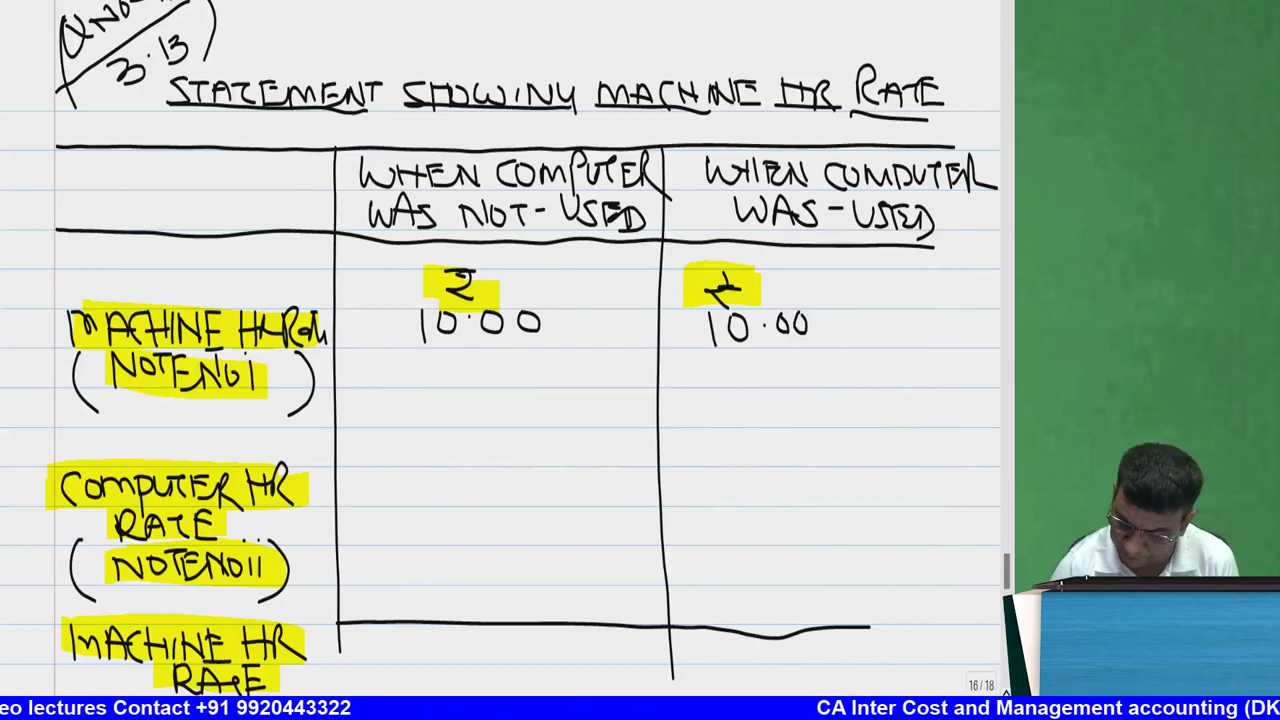 3.13
STATEMENT SHOWING MACHINE HR RATE
WHEN COMPUTER WAS NOT-USED
WHEN COMPUTER WAS-USED
₹
₹
MACHINE HR
10.00
10.00
(NOTE NO i)
COMPUTER HR
RATE
(NOTE NO ii)
MACHINE HR
RATE
16/18
eo lectures Contact +91 9920443322
CA Inter Cost and Management accounting (DK